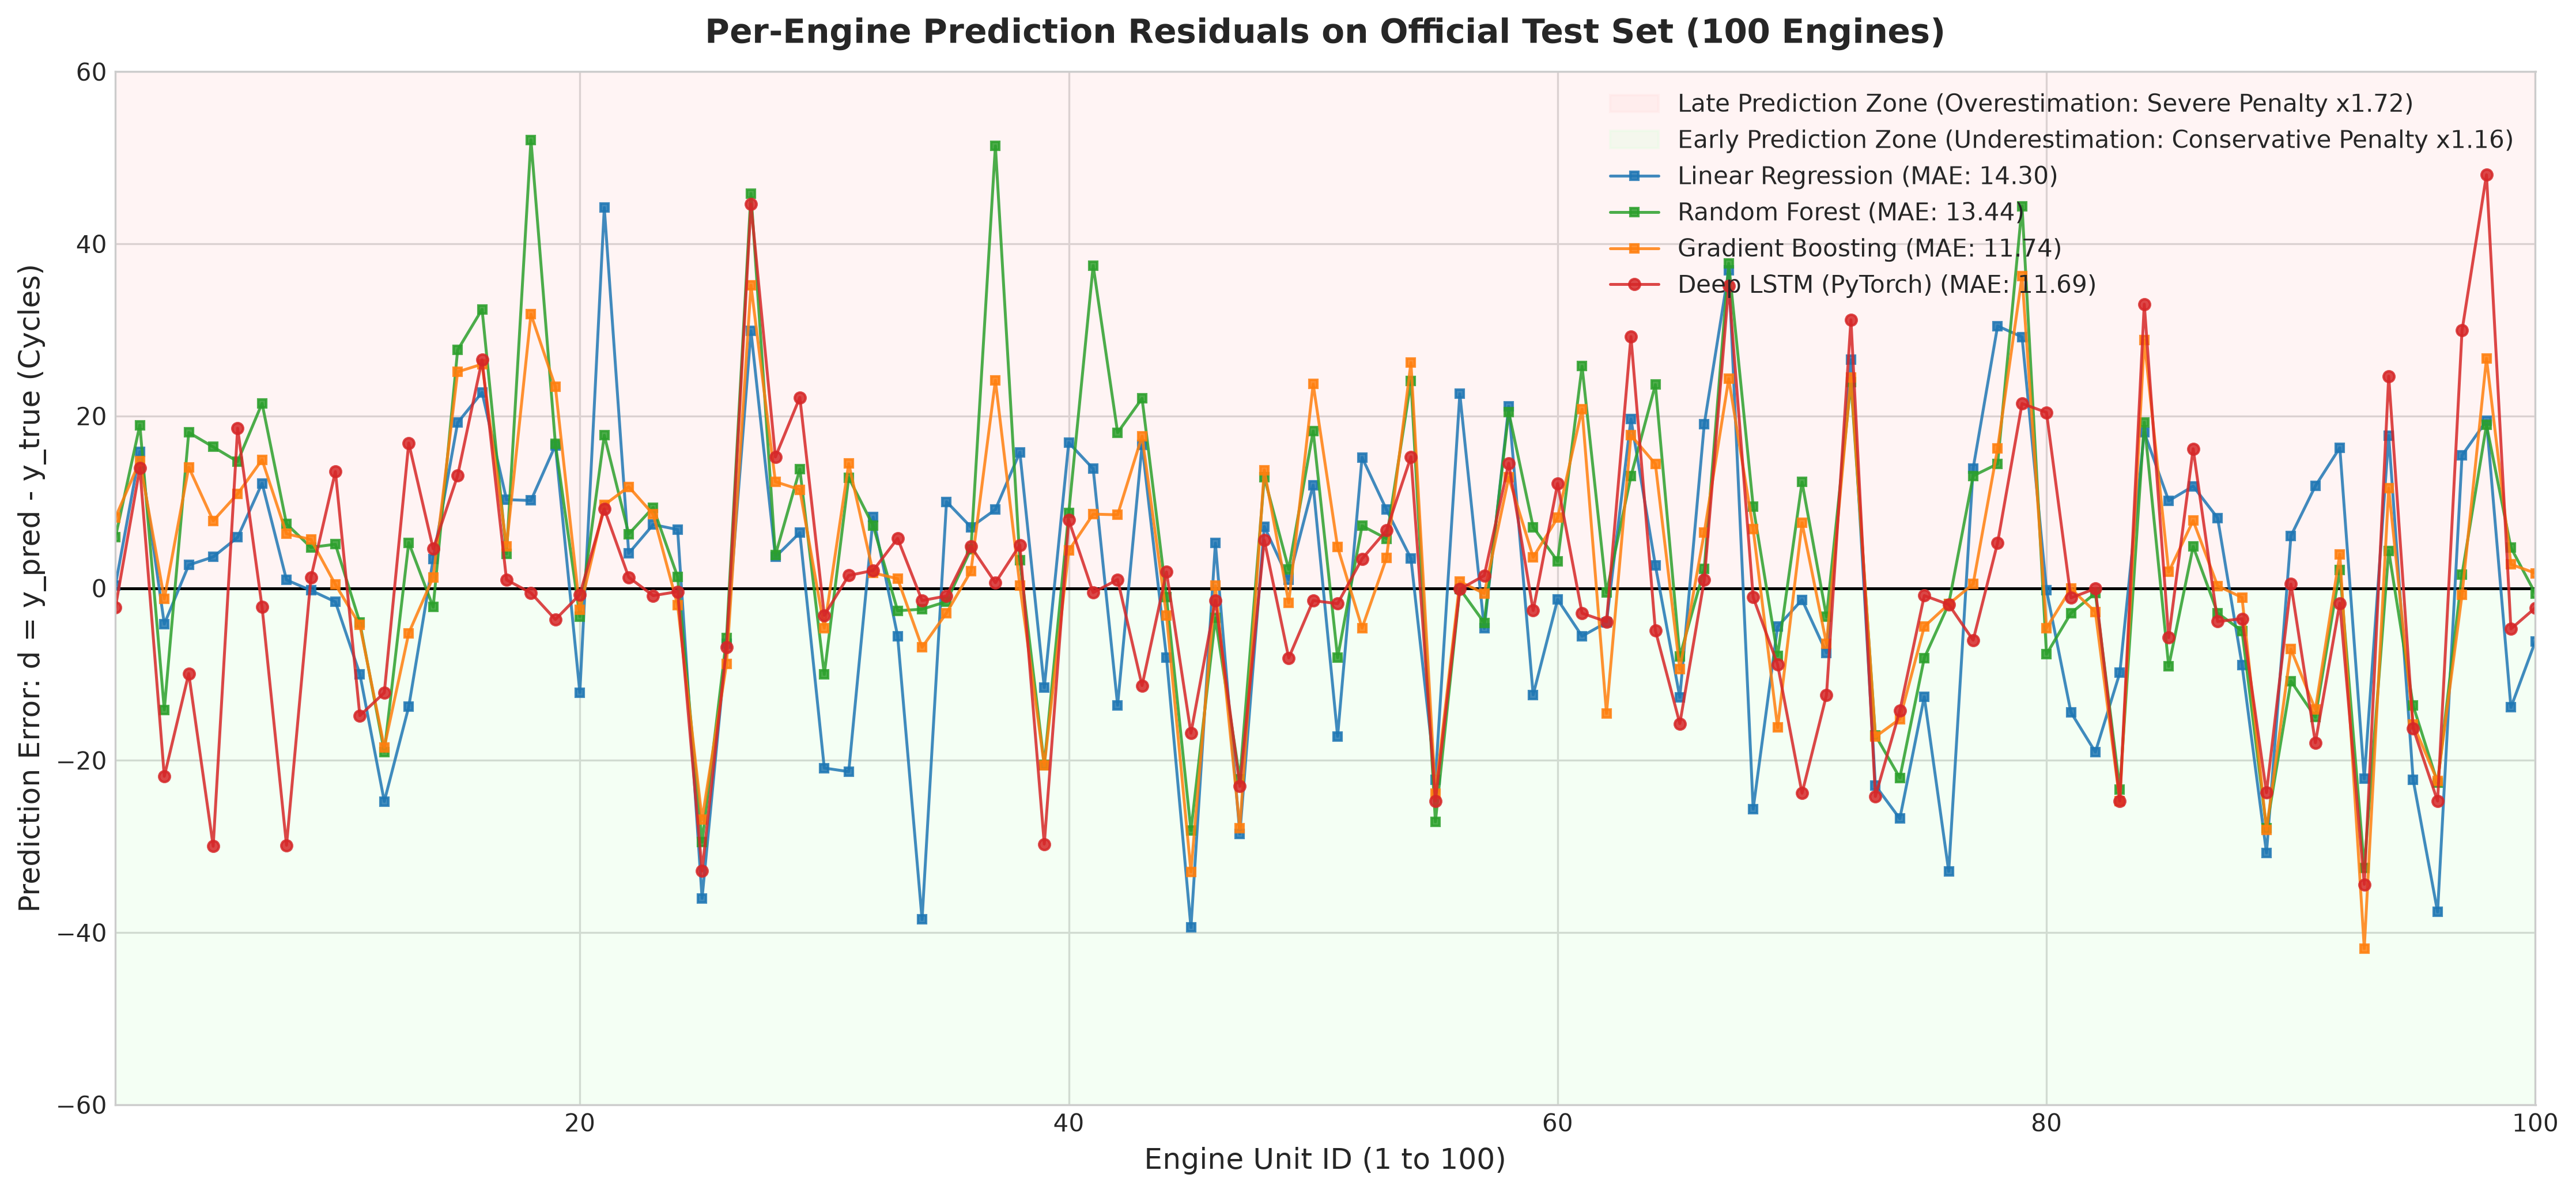 Per-Engine Prediction Residuals on Official Test Set (100 Engines)
Prediction Error: d = y_pred - y_true (Cycles)
60
40
20
0
−20
−40
−60
Late Prediction Zone (Overestimation: Severe Penalty x1.72)
Early Prediction Zone (Underestimation: Conservative Penalty x1.16)
Linear Regression (MAE: 14.30)
Random Forest (MAE: 13.44)
Gradient Boosting (MAE: 11.74)
Deep LSTM (PyTorch) (MAE: 11.69)
20
40
60
80
100
Engine Unit ID (1 to 100)